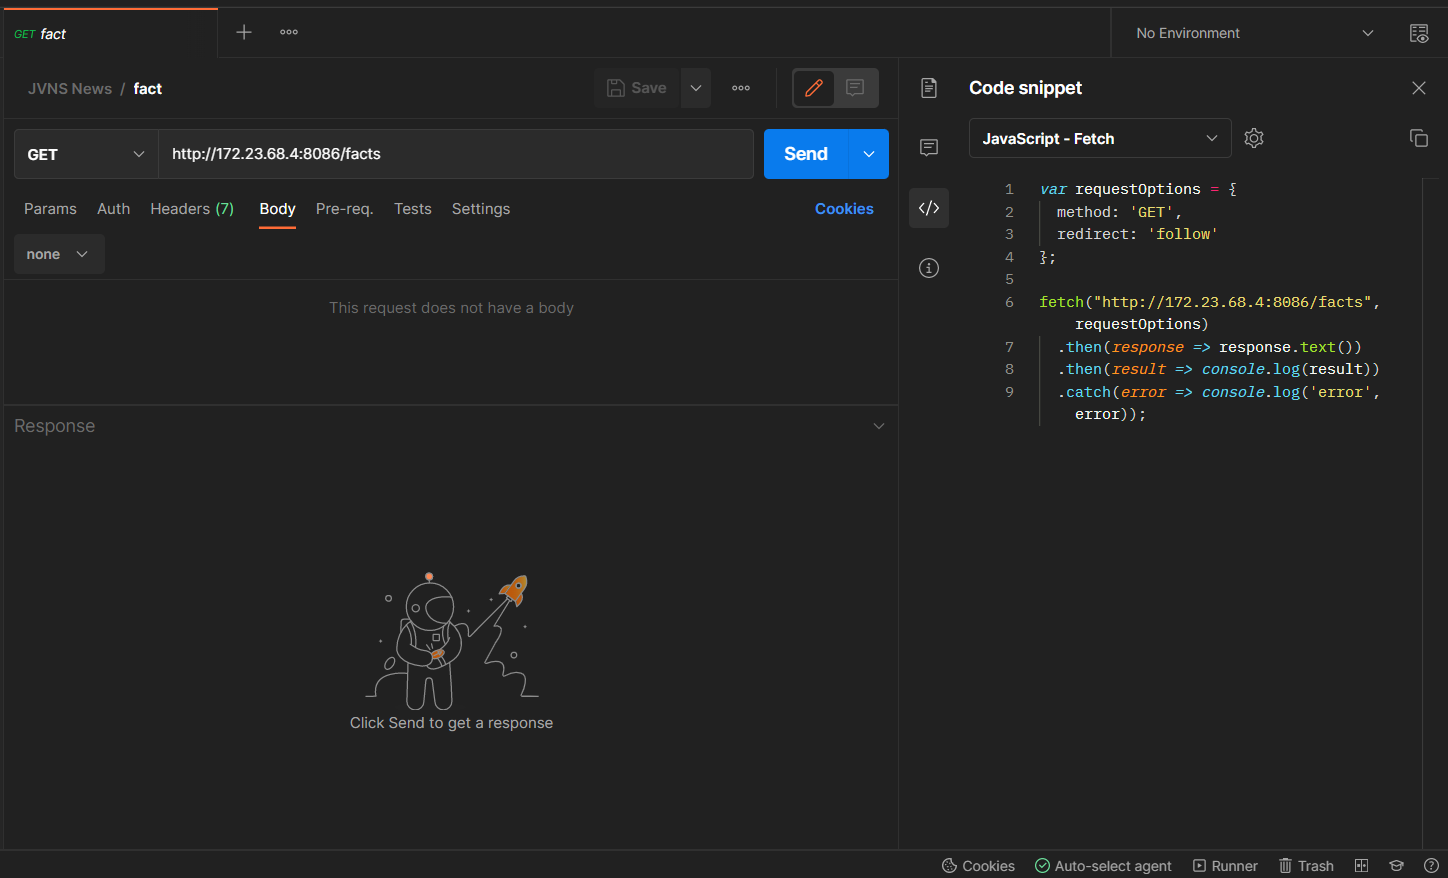 GET fact
No Environment
JVNS News / fact
Save
GET
http://172.23.68.4:8086/facts
Send
Params Auth Headers (7) Body Pre-req. Tests Settings
Cookies
none
This request does not have a body
Response
Click Send to get a response
Code snippet
JavaScript - Fetch
1 var requestOptions = {
2 method: 'GET',
3 redirect: 'follow'
4 };
5
6 fetch("http://172.23.68.4:8086/facts",
requestOptions)
7 .then(response => response.text())
8 .then(result => console.log(result))
9 .catch(error => console.log('error',
error));
Cookies Auto-select agent Runner Trash